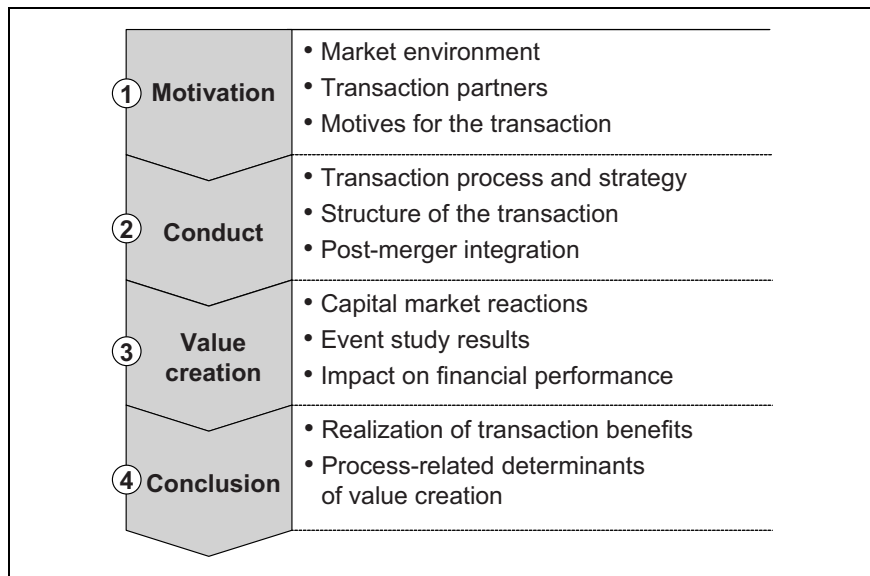 1 Motivation
• Market environment
• Transaction partners
• Motives for the transaction
2 Conduct
• Transaction process and strategy
• Structure of the transaction
• Post-merger integration
3 Value
creation
• Capital market reactions
• Event study results
• Impact on financial performance
4 Conclusion
• Realization of transaction benefits
• Process-related determinants
of value creation